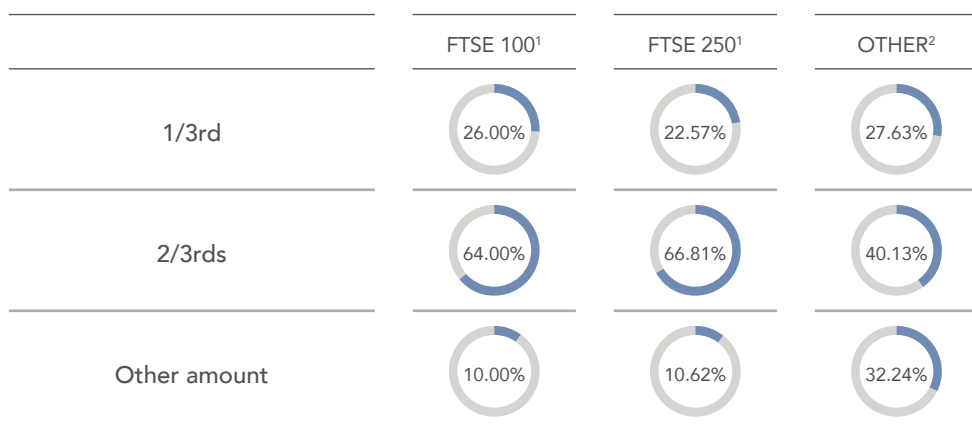 FTSE 100¹ FTSE 250¹ OTHER²
1/3rd 26.00% 22.57% 27.63%
2/3rds 64.00% 66.81% 40.13%
Other amount 10.00% 10.62% 32.24%